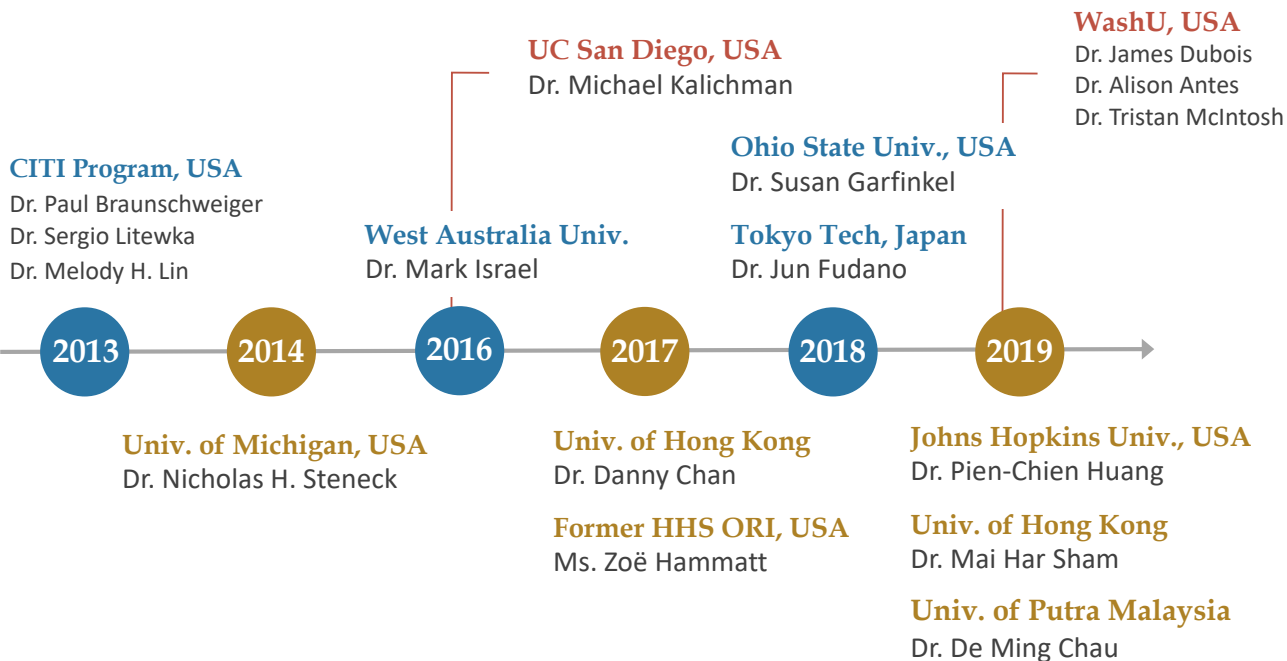 WashU, USA
Dr. James Dubois
Dr. Alison Antes
Dr. Tristan McIntosh
UC San Diego, USA
Dr. Michael Kalichman
Ohio State Univ., USA
Dr. Susan Garfinkel
CITI Program, USA
Dr. Paul Braunschweiger
Dr. Sergio Litewka
Dr. Melody H. Lin
West Australia Univ.
Dr. Mark Israel
Tokyo Tech, Japan
Dr. Jun Fudano
2013
2014
2016
2017
2018
2019
Univ. of Michigan, USA
Dr. Nicholas H. Steneck
Univ. of Hong Kong
Dr. Danny Chan
Former HHS ORI, USA
Ms. Zoë Hammatt
Johns Hopkins Univ., USA
Dr. Pien-Chien Huang
Univ. of Hong Kong
Dr. Mai Har Sham
Univ. of Putra Malaysia
Dr. De Ming Chau